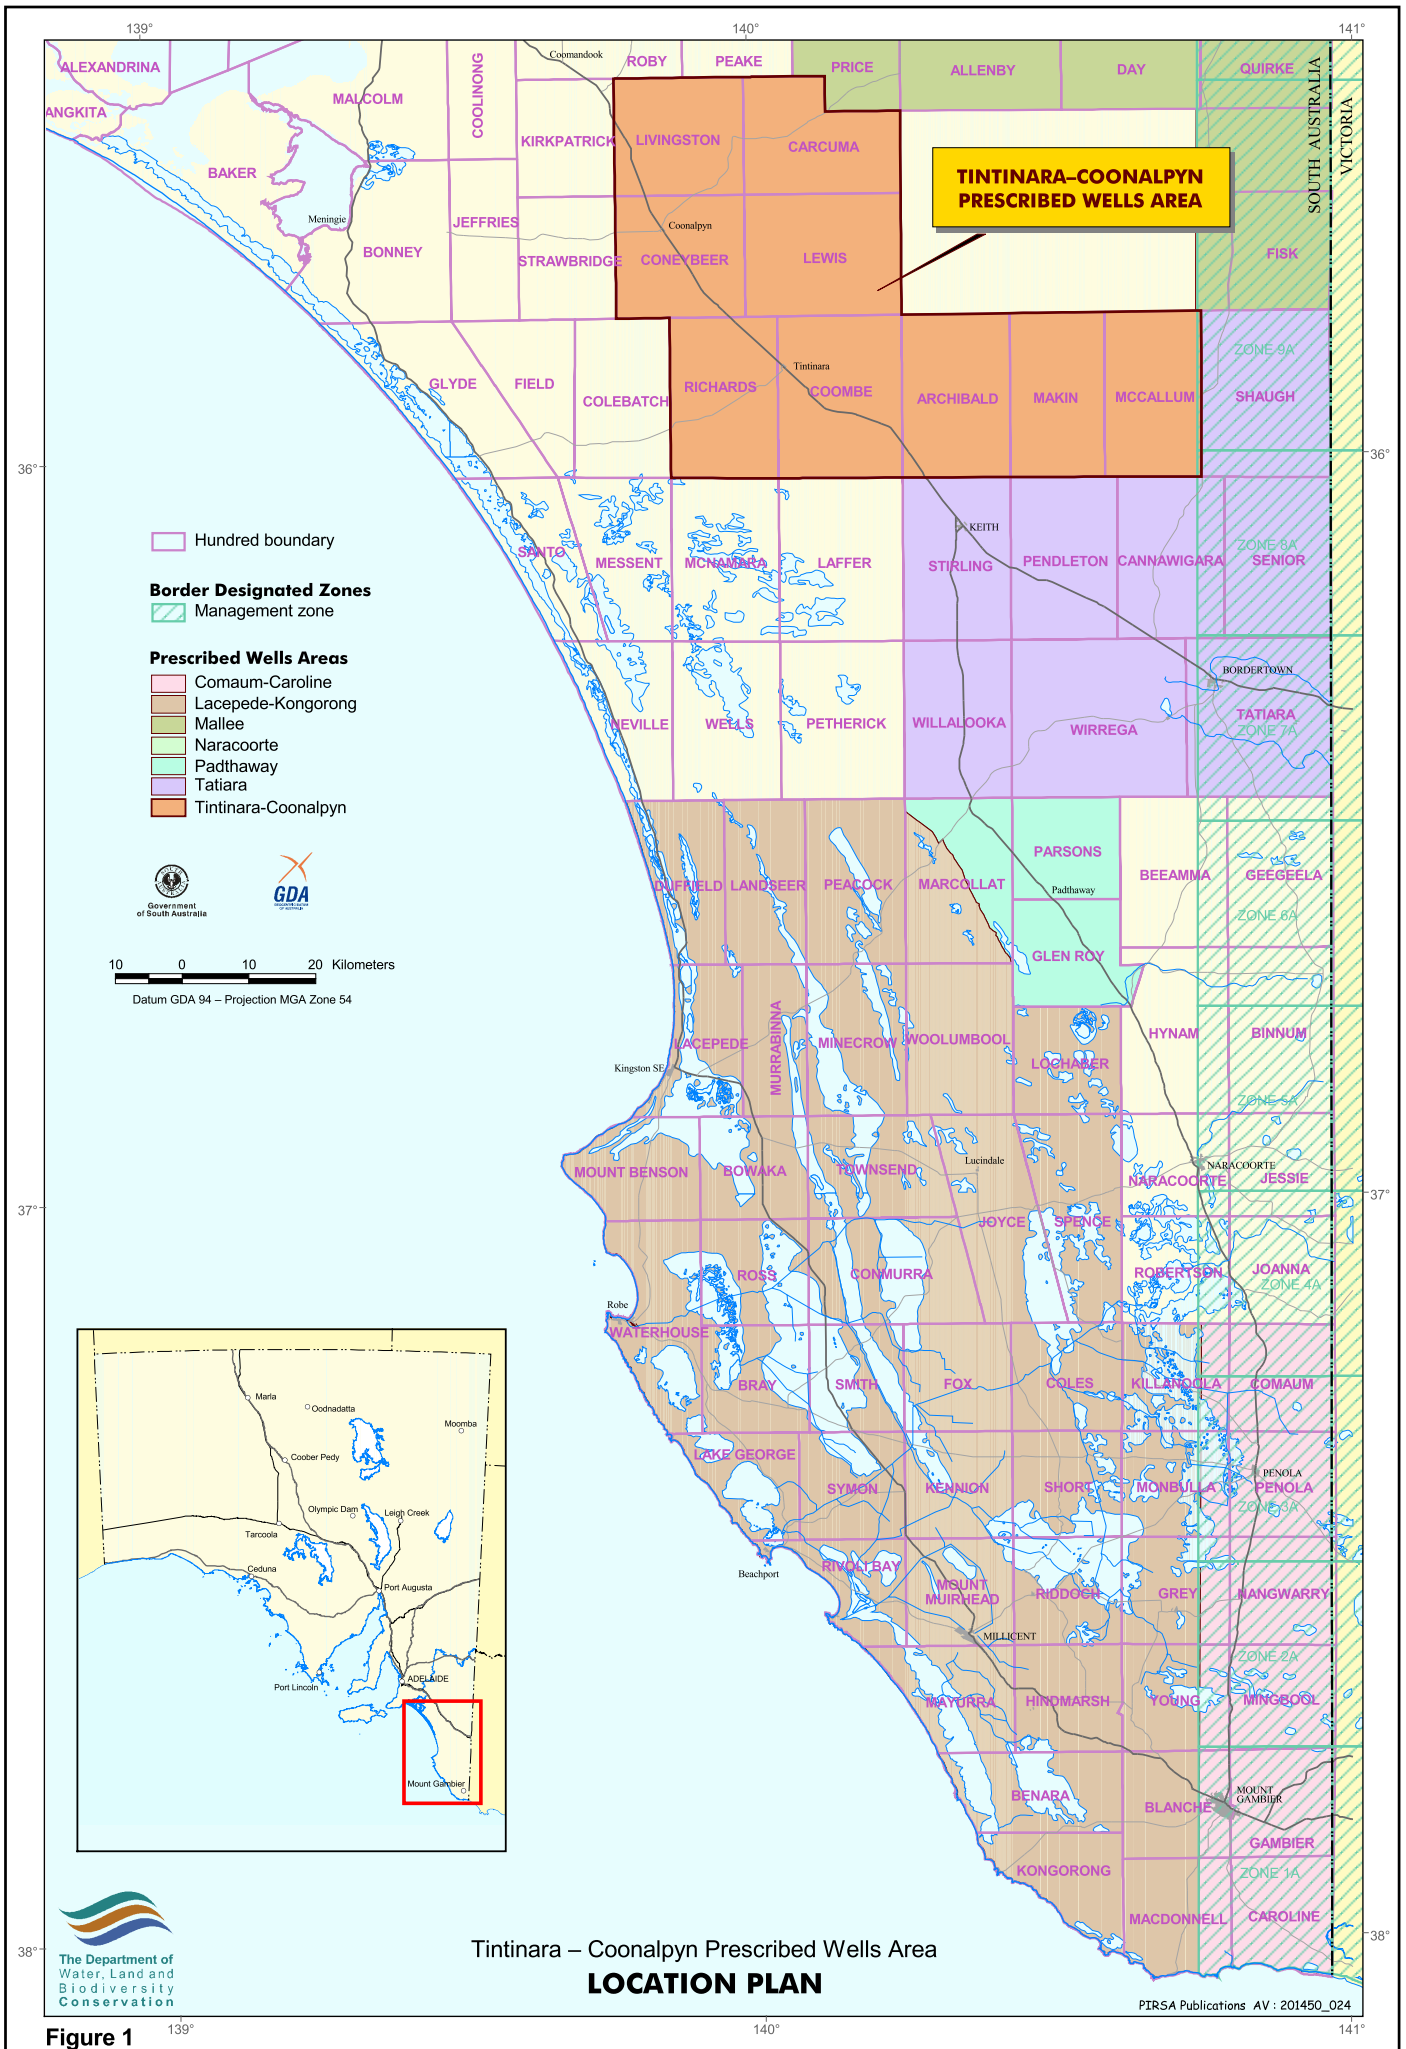 139°
140°
141°
Coomandook
ROBY
PEAKE
PRICE
ALLENBY
DAY
QUIRKE
ALEXANDRINA
MALCOLM
COOLINONG
ANGKITA
KIRKPATRICK
LIVINGSTON
CARCUMA
SOUTH AUSTRALIA
VICTORIA
BAKER
TINTINARA–COONALPYN
PRESCRIBED WELLS AREA
Meningie
JEFFRIES
Coonalpyn
BONNEY
STRAWBRIDGE
CONEYBEER
LEWIS
FISK
ZONE 9A
Tintinara
GLYDE
FIELD
COLEBATCH
RICHARDS
COOMBE
ARCHIBALD
MAKIN
MCCALLUM
SHAUGH
36°
36°
KEITH
Hundred boundary
SANTO
MESSENT
MCNAMARA
LAFFER
STIRLING
PENDLETON
CANNAWIGARA
ZONE 8A
SENIOR
Border Designated Zones
Management zone
Prescribed Wells Areas
Comaum-Caroline
Lacepede-Kongorong
Mallee
Naracoorte
Padthaway
Tatiara
Tintinara-Coonalpyn
BORDERTOWN
NEVILLE
WELLS
PETHERICK
WILLALOOKA
WIRREGA
TATIARA
ZONE 7A
PARSONS
Padthaway
DUFFIELD
LANDSEER
PEACOCK
MARCOLLAT
BEEAMMA
GEEGEELA
ZONE 6A
GLEN ROY
Government
of South Australia
GDA
10 0 10 20 Kilometers
Datum GDA 94 – Projection MGA Zone 54
LACEPEDE
MURRABINNA
MINECROW
WOOLUMBOOL
LOCHABER
HYNAM
BINNUM
Kingston SE
ZONE 5A
MOUNT BENSON
BOWAKA
TOWNSEND
Lucindale
NARACOORTE
NARACOORTE
JESSIE
37°
37°
JOYCE
SPENCE
ROSS
CONMURRA
ROBERTSON
JOANNA
ZONE 4A
Robe
WATERHOUSE
BRAY
SMITH
FOX
COLES
KILLANOOLA
COMAUM
LAKE GEORGE
SYMON
KENNION
SHORT
MONBULLA
PENOLA
PENOLA
ZONE 3A
Beachport
RIVOLI BAY
MOUNT
MUIRHEAD
RIDDOCH
GREY
NANGWARRY
MILLICENT
ZONE 2A
MAYURRA
HINDMARSH
YOUNG
MINGBOOL
BENARA
BLANCHE
MOUNT
GAMBIER
GAMBIER
KONGORONG
ZONE 1A
MACDONNELL
CAROLINE
Marla
Oodnadatta
Moomba
Coober Pedy
Olympic Dam
Leigh Creek
Tarcoola
Ceduna
Port Augusta
Port Lincoln
ADELAIDE
Mount Gambier
38°
38°
The Department of
Water, Land and
Biodiversity
Conservation
Tintinara – Coonalpyn Prescribed Wells Area
LOCATION PLAN
PIRSA Publications AV : 201450_024
Figure 1
139°
140°
141°